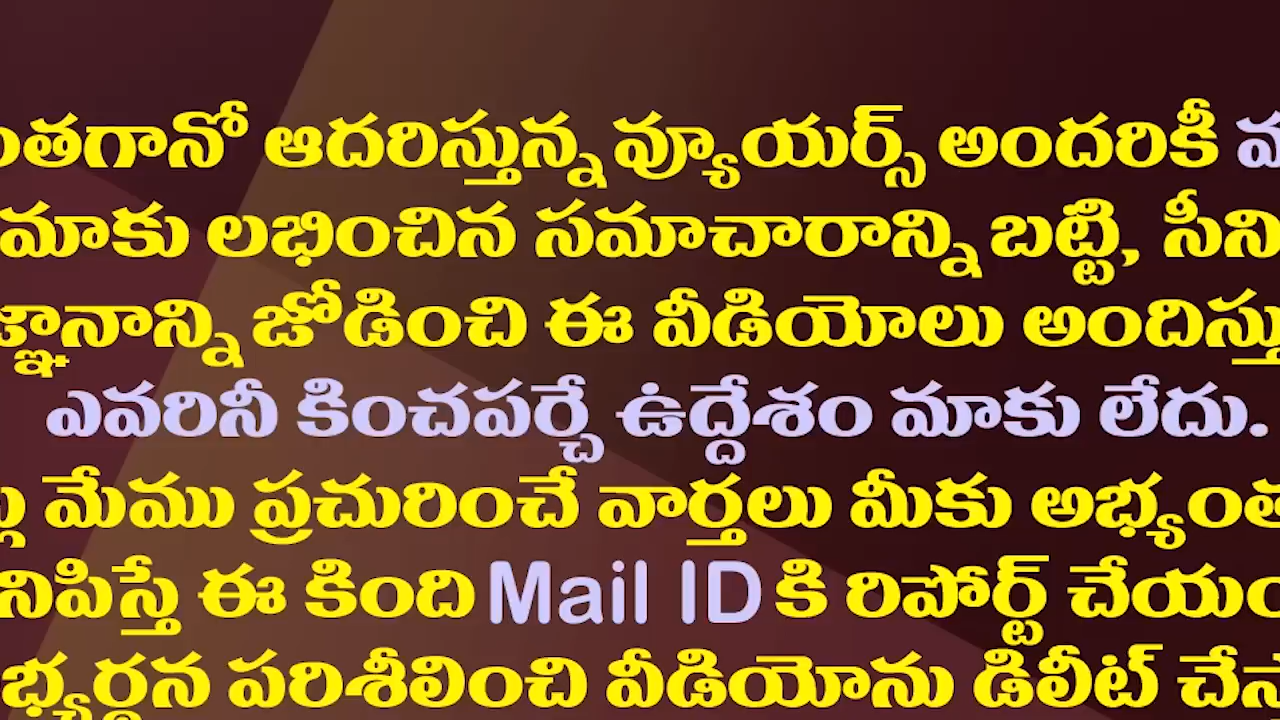 ంతగానో ఆదరిస్తున్న వ్యూయర్స్ అందరికీ
మాకు లభించిన సమాచారాన్ని బట్టి, సీని
జ్ఞానాన్ని జోడించి ఈ వీడియోలు అందిస్తు
ఎవరినీ కించపర్చే ఉద్దేశం మాకు లేదు.
మేము ప్రచురించే వార్తలు మీకు అభ్యంత
నిపిస్తే ఈ కింది Mail ID కి రిపోర్ట్ చేయం
భ్యర్థన పరిశీలించి వీడియోను డిలీట్ చేస